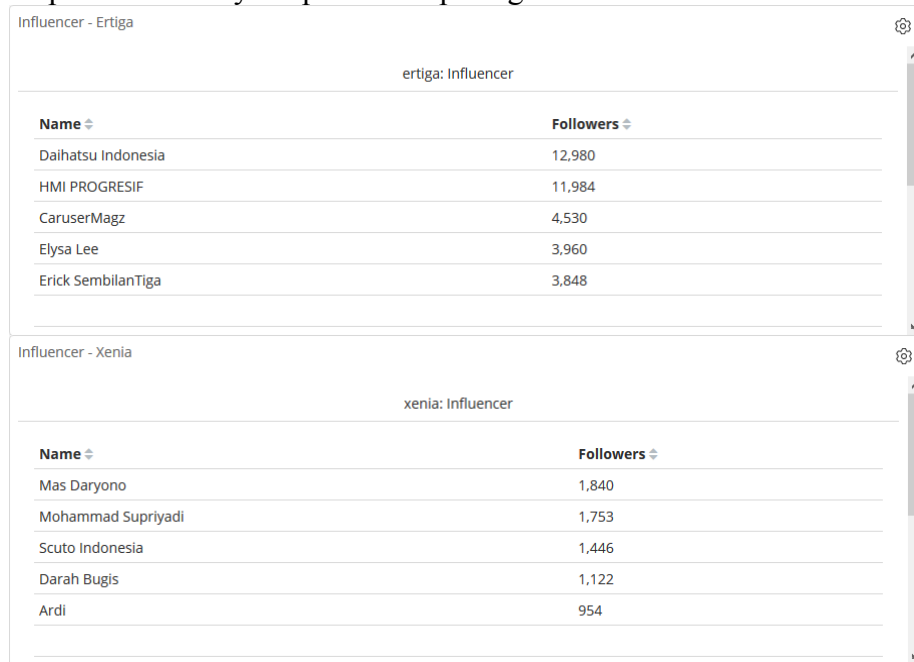 Influencer - Ertiga
ertiga: Influencer
Name Followers
Daihatsu Indonesia 12,980
HMI PROGRESIF 11,984
CaruserMagz 4,530
Elysa Lee 3,960
Erick SembilanTiga 3,848
Influencer - Xenia
xenia: Influencer
Name Followers
Mas Daryono 1,840
Mohammad Supriyadi 1,753
Scuto Indonesia 1,446
Darah Bugis 1,122
Ardi 954